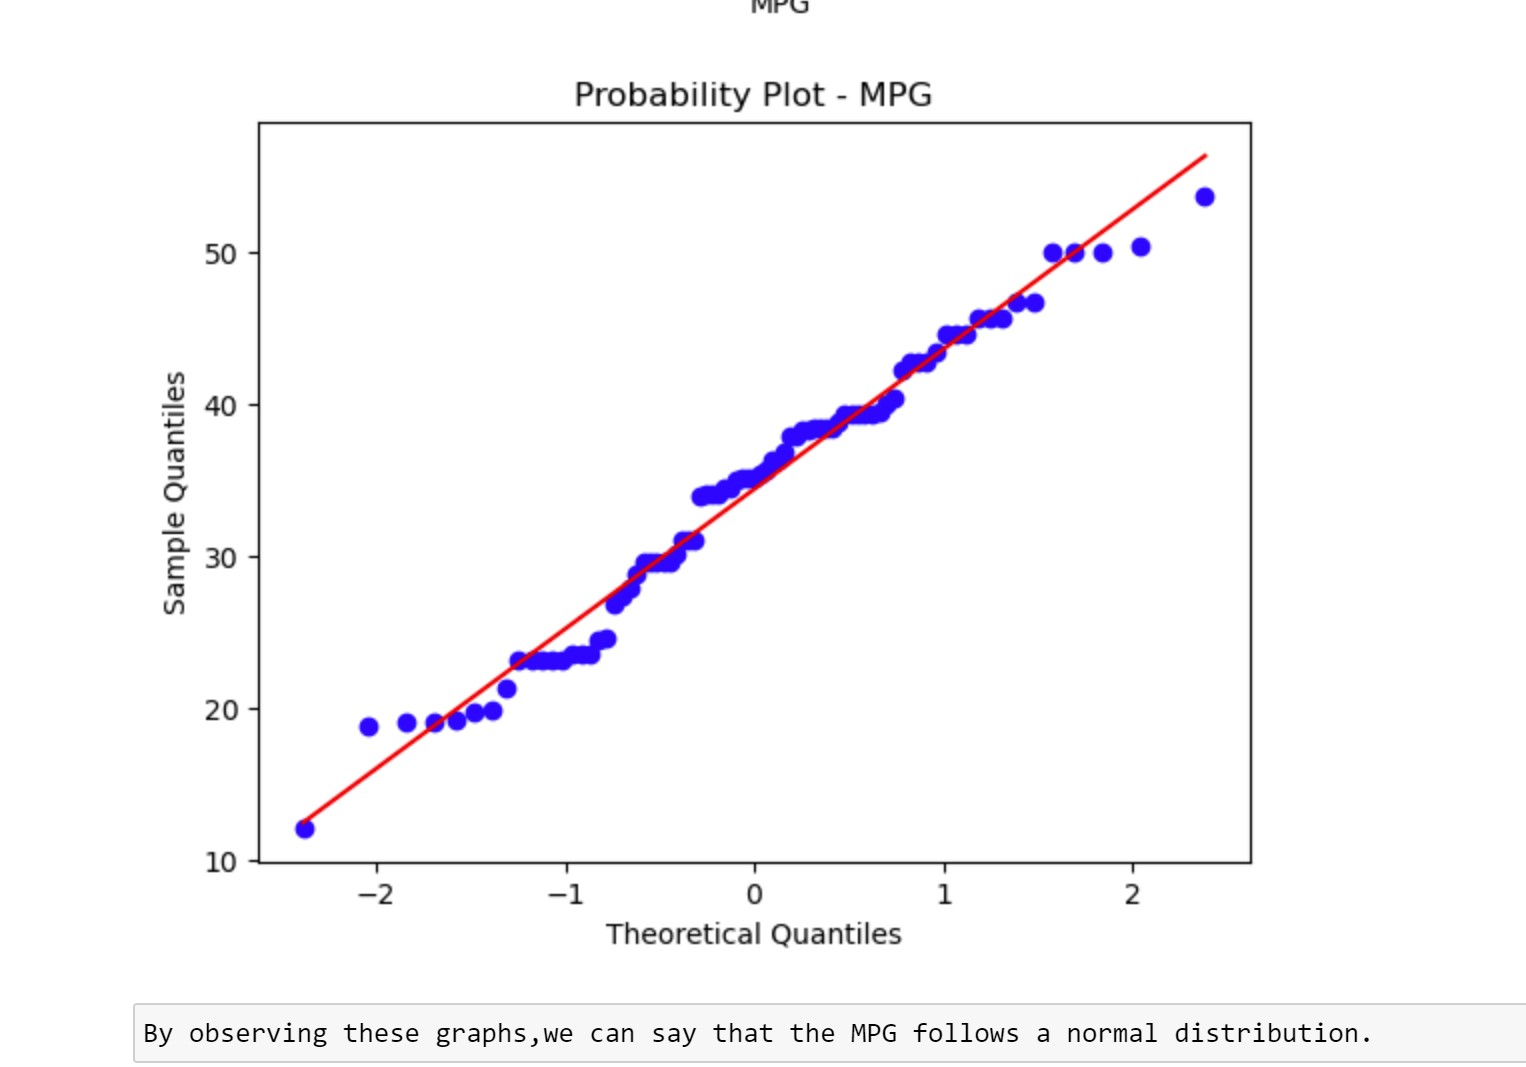 MPG
Probability Plot - MPG
50
40
30
20
10
Sample Quantiles
−2 −1 0 1 2
Theoretical Quantiles
By observing these graphs,we can say that the MPG follows a normal distribution.